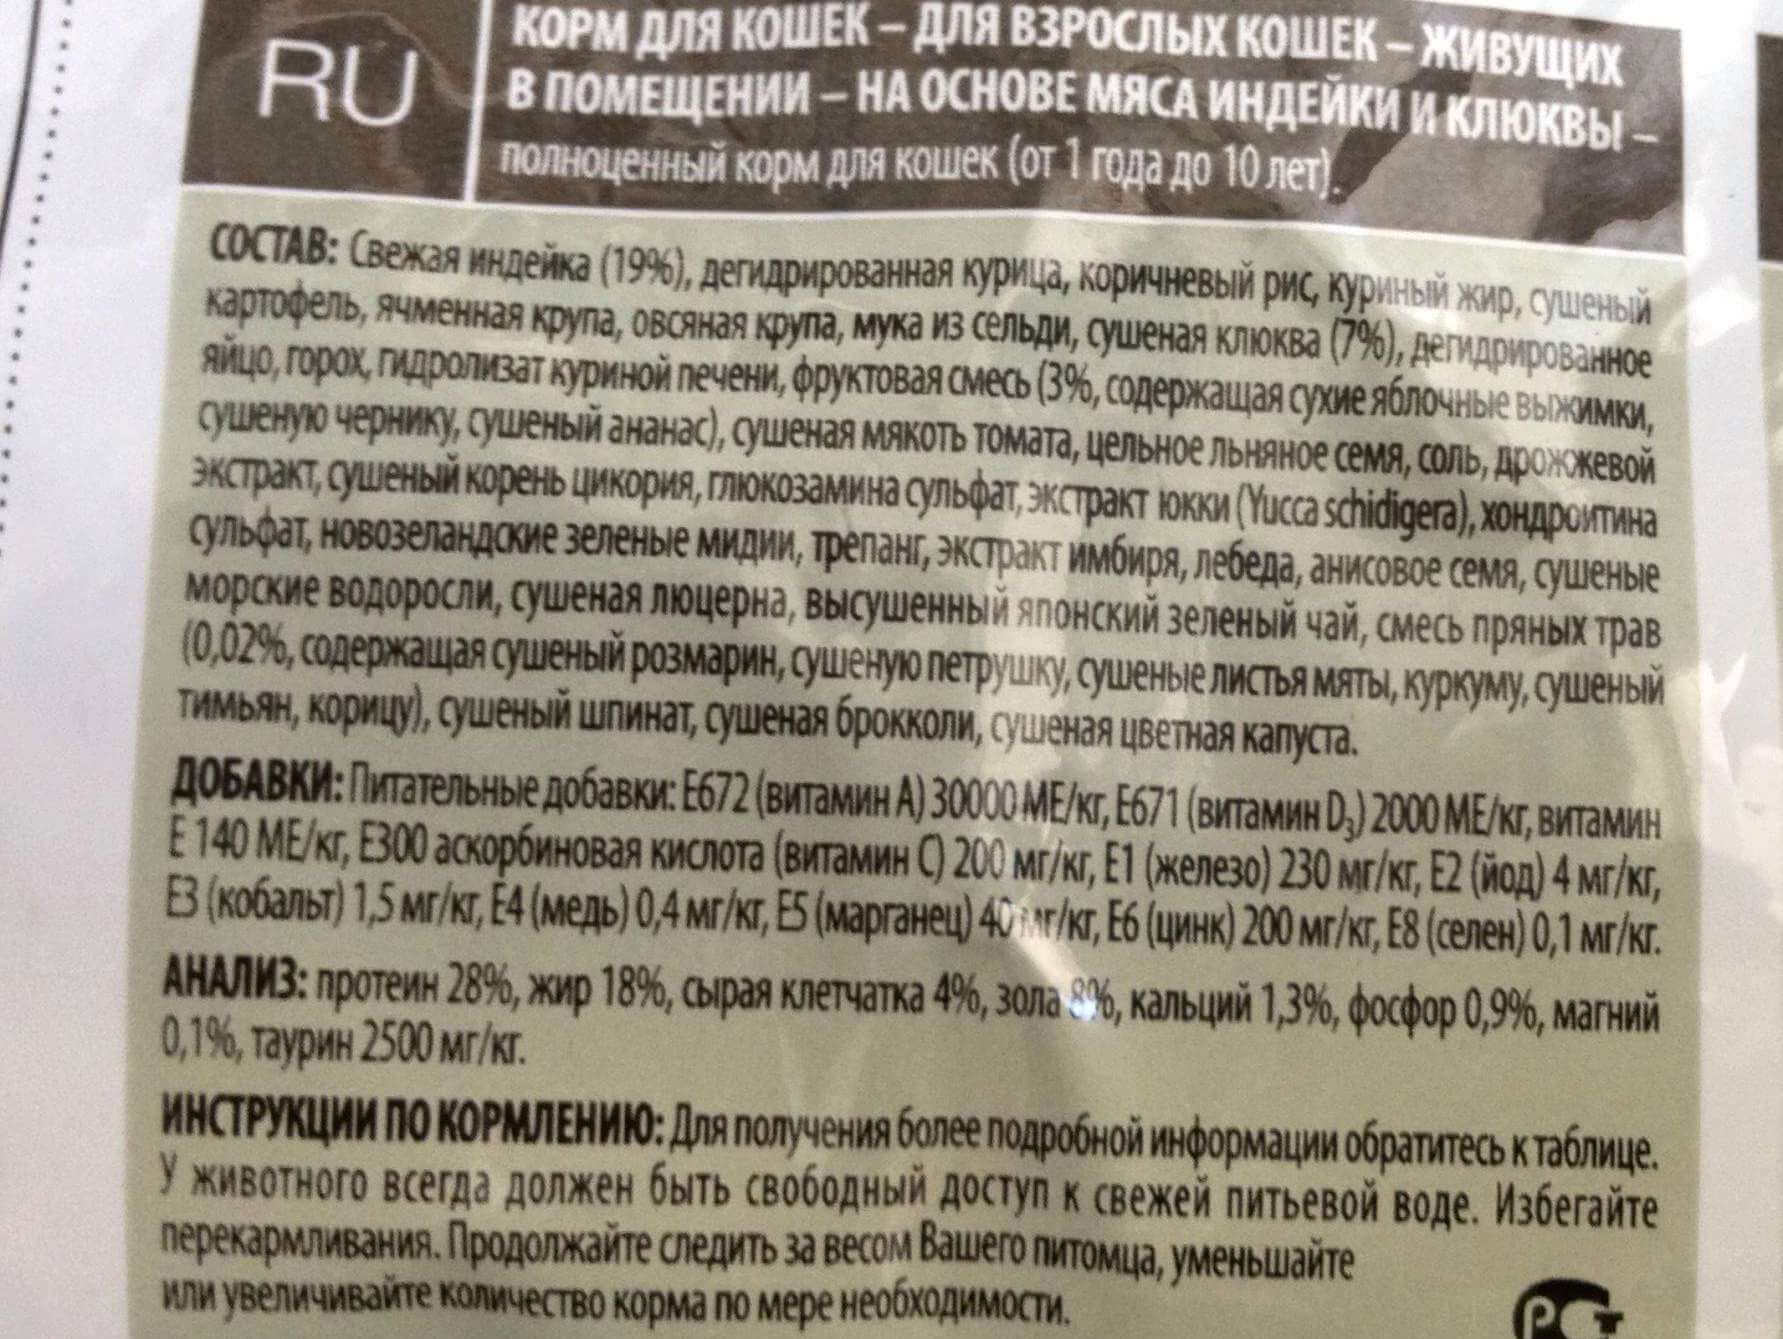 RU
КОРМ ДЛЯ КОШЕК – ДЛЯ ВЗРОСЛЫХ КОШЕК – ЖИВУЩИХ
В ПОМЕЩЕНИИ – НА ОСНОВЕ МЯСА ИНДЕЙКИ И КЛЮКВЫ –
полноценный корм для кошек (от 1 года до 10 лет).
СОСТАВ: Свежая индейка (19%), дегидрированная курица, коричневый рис, куриный жир, сушеный
картофель, ячменная крупа, овсяная крупа, мука из сельди, сушеная клюква (7%), дегидрированное
яйцо, горох, гидролизат куриной печени, фруктовая смесь (3%, содержащая сухие яблочные выжимки,
сушеную чернику, сушеный ананас), сушеная мякоть томата, цельное льняное семя, соль, дрожжевой
экстракт, сушеный корень цикория, глюкозамина сульфат, экстракт юкки (Yucca schidigera), хондроитина
сульфат, новозеландские зеленые мидии, трепанг, экстракт имбиря, лебеда, анисовое семя, сушеные
морские водоросли, сушеная люцерна, высушенный японский зеленый чай, смесь пряных трав
(0,02%, содержащая сушеный розмарин, сушеную петрушку, сушеные листья мяты, куркуму, сушеный
тимьян, корицу), сушеный шпинат, сушеная брокколи, сушеная цветная капуста.
ДОБАВКИ: Питательные добавки: Е672 (витамин А) 30000 МЕ/кг, Е671 (витамин D₃) 2000 МЕ/кг, витамин
Е 140 МЕ/кг, Е300 аскорбиновая кислота (витамин С) 200 мг/кг, Е1 (железо) 230 мг/кг, Е2 (йод) 4 мг/кг,
Е3 (кобальт) 1,5 мг/кг, Е4 (медь) 0,4 мг/кг, Е5 (марганец) 40 мг/кг, Е6 (цинк) 200 мг/кг, Е8 (селен) 0,1 мг/кг.
АНАЛИЗ: протеин 28%, жир 18%, сырая клетчатка 4%, зола 8%, кальций 1,3%, фосфор 0,9%, магний
0,1%, таурин 2500 мг/кг.
ИНСТРУКЦИИ ПО КОРМЛЕНИЮ: Для получения более подробной информации обратитесь к таблице.
У животного всегда должен быть свободный доступ к свежей питьевой воде. Избегайте
перекармливания. Продолжайте следить за весом Вашего питомца, уменьшайте
или увеличивайте количество корма по мере необходимости.